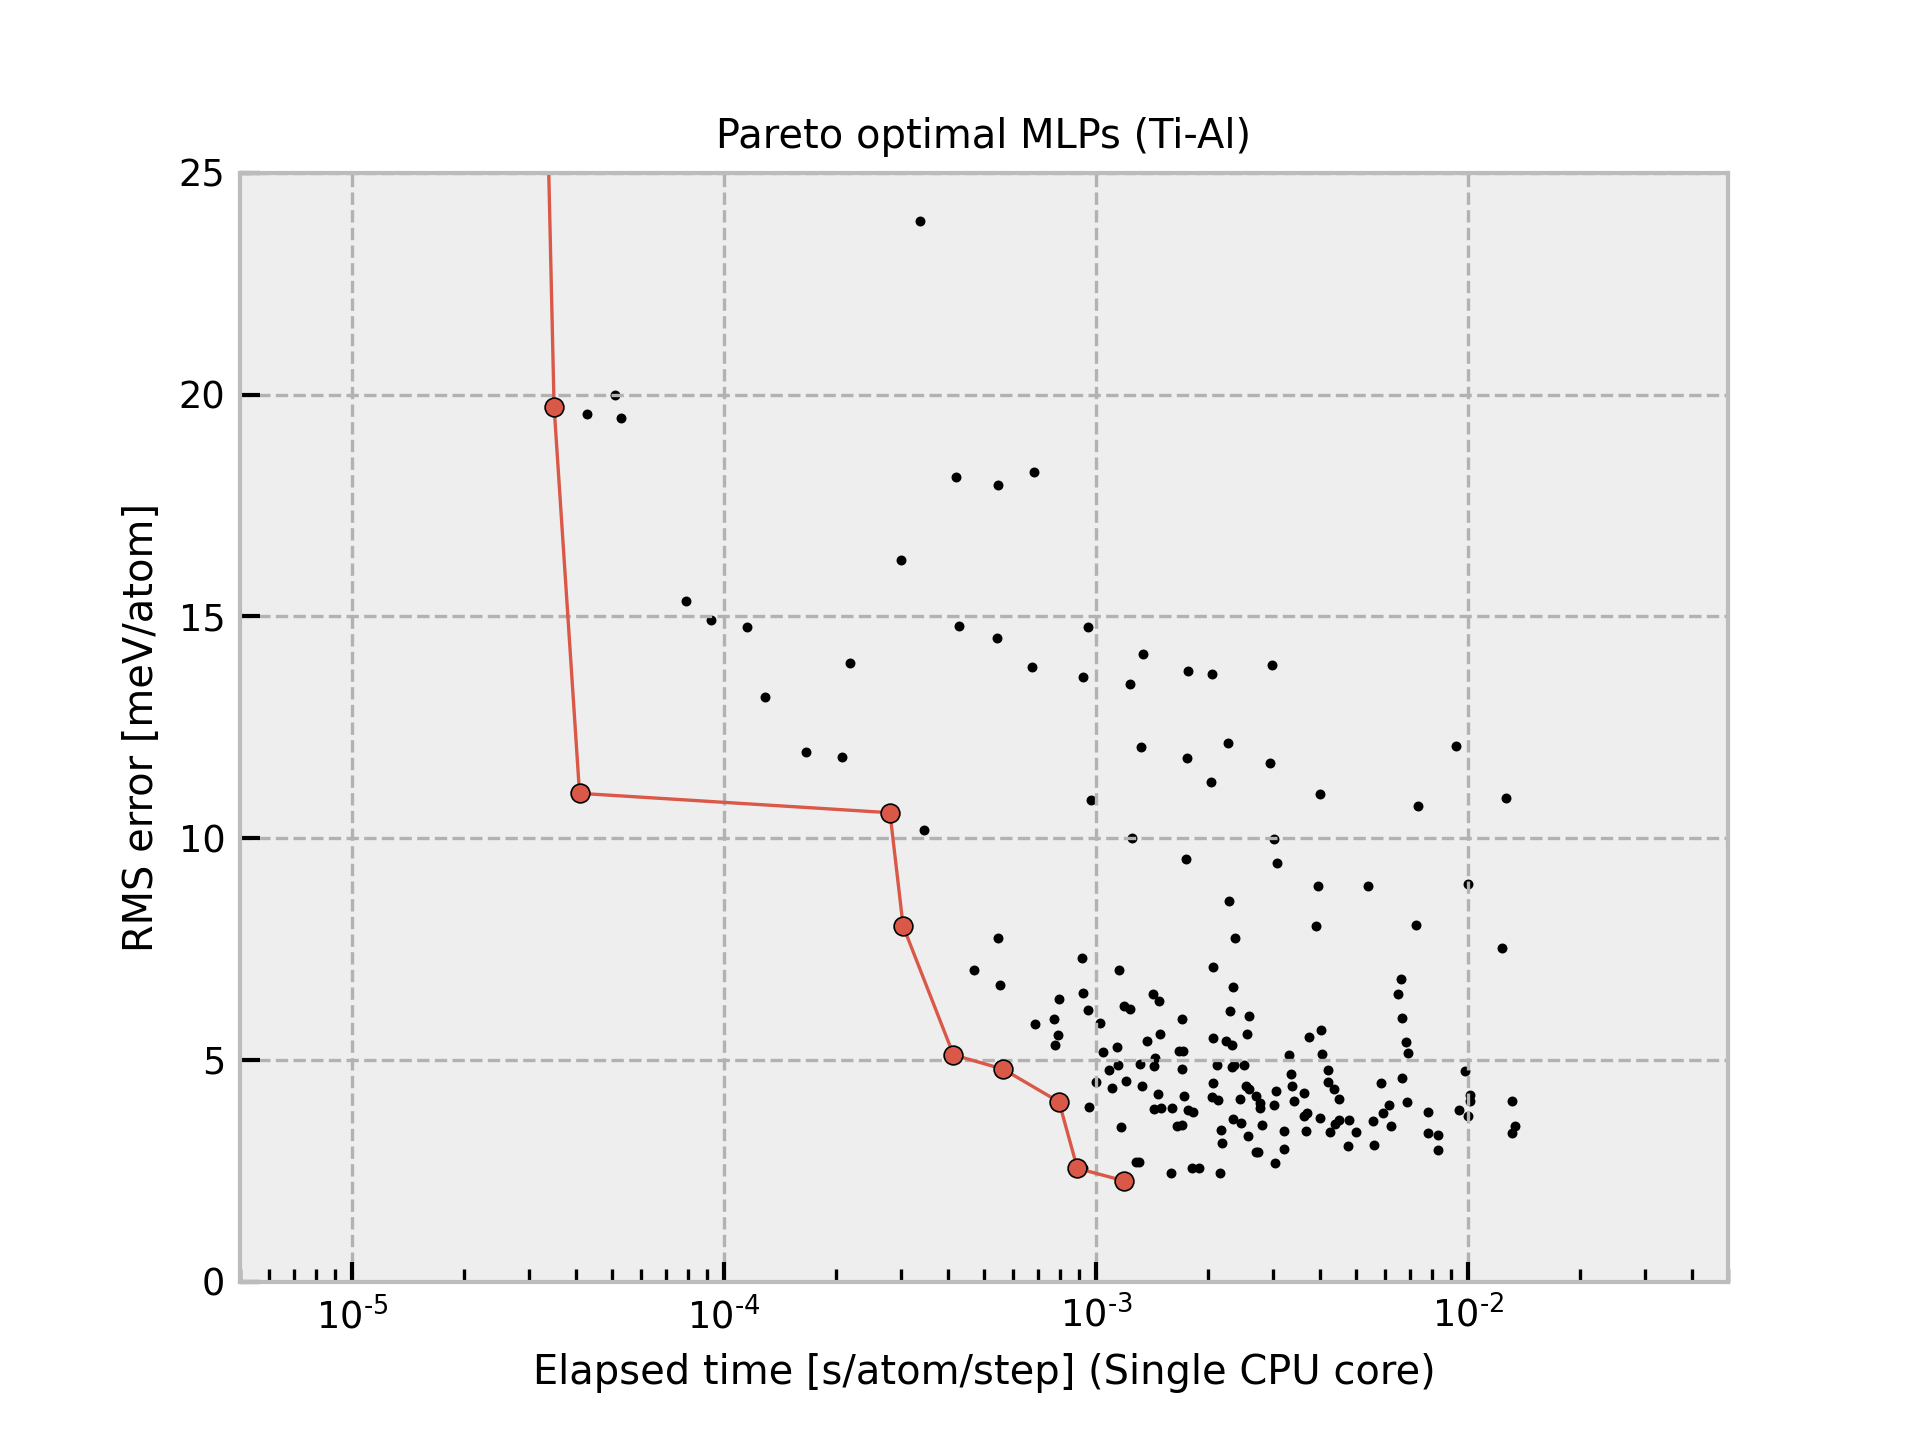 Pareto optimal MLPs (Ti-Al)
25
20
15
10
5
0
RMS error [meV/atom]
10-5 10-4 10-3 10-2
Elapsed time [s/atom/step] (Single CPU core)